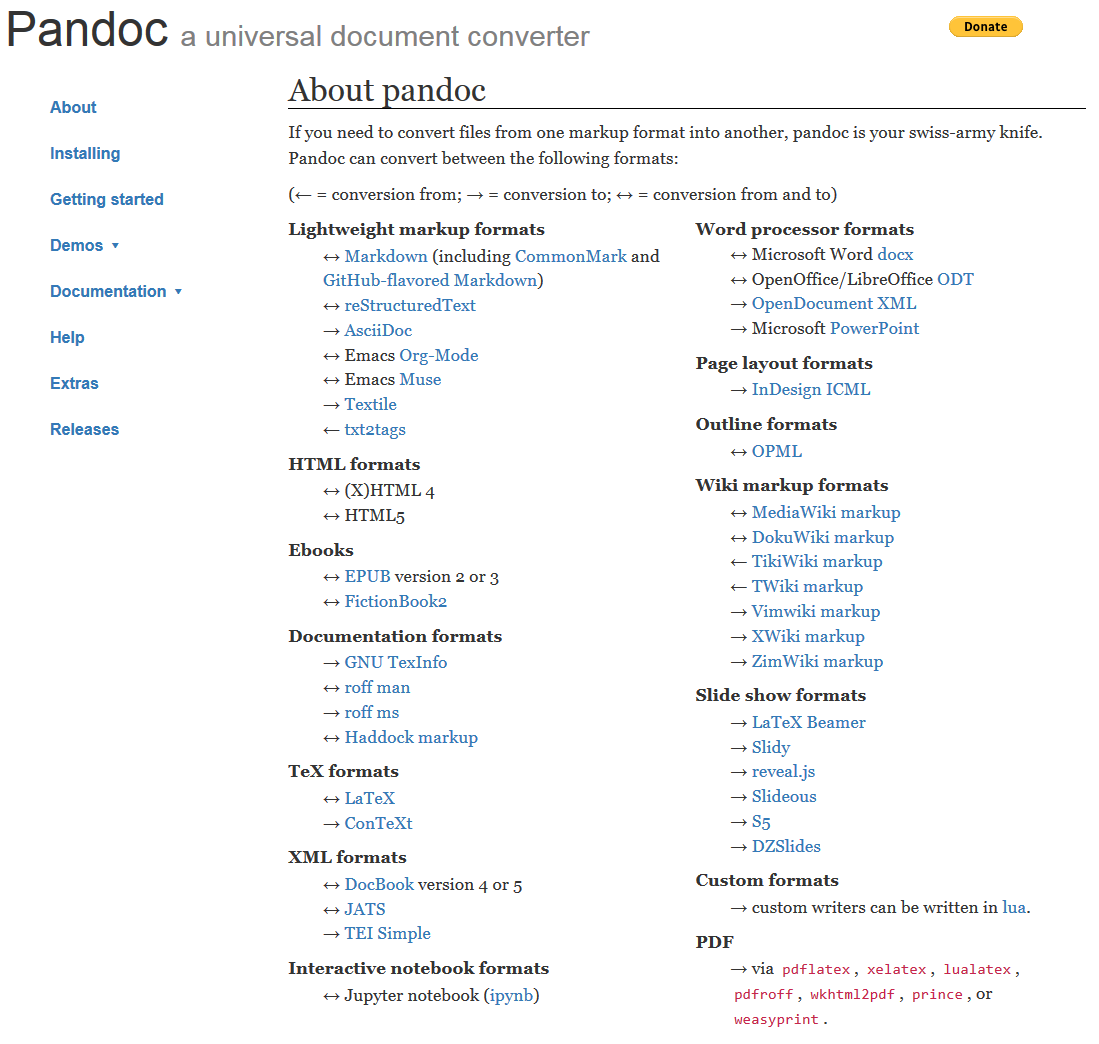 Pandoc a universal document converter
Donate
About
Installing
Getting started
Demos ▾
Documentation ▾
Help
Extras
Releases
About pandoc
If you need to convert files from one markup format into another, pandoc is your swiss-army knife.
Pandoc can convert between the following formats:
(← = conversion from; → = conversion to; ↔ = conversion from and to)
Lightweight markup formats
↔ Markdown (including CommonMark and
GitHub-flavored Markdown)
↔ reStructuredText
→ AsciiDoc
↔ Emacs Org-Mode
↔ Emacs Muse
→ Textile
← txt2tags
HTML formats
↔ (X)HTML 4
↔ HTML5
Ebooks
↔ EPUB version 2 or 3
↔ FictionBook2
Documentation formats
→ GNU TexInfo
↔ roff man
→ roff ms
↔ Haddock markup
TeX formats
↔ LaTeX
→ ConTeXt
XML formats
↔ DocBook version 4 or 5
↔ JATS
→ TEI Simple
Interactive notebook formats
↔ Jupyter notebook (ipynb)
Word processor formats
↔ Microsoft Word docx
↔ OpenOffice/LibreOffice ODT
→ OpenDocument XML
→ Microsoft PowerPoint
Page layout formats
→ InDesign ICML
Outline formats
↔ OPML
Wiki markup formats
↔ MediaWiki markup
↔ DokuWiki markup
← TikiWiki markup
← TWiki markup
→ Vimwiki markup
→ XWiki markup
→ ZimWiki markup
Slide show formats
→ LaTeX Beamer
→ Slidy
→ reveal.js
→ Slideous
→ S5
→ DZSlides
Custom formats
→ custom writers can be written in lua.
PDF
→ via pdflatex , xelatex , lualatex ,
pdfroff , wkhtml2pdf , prince , or
weasyprint .